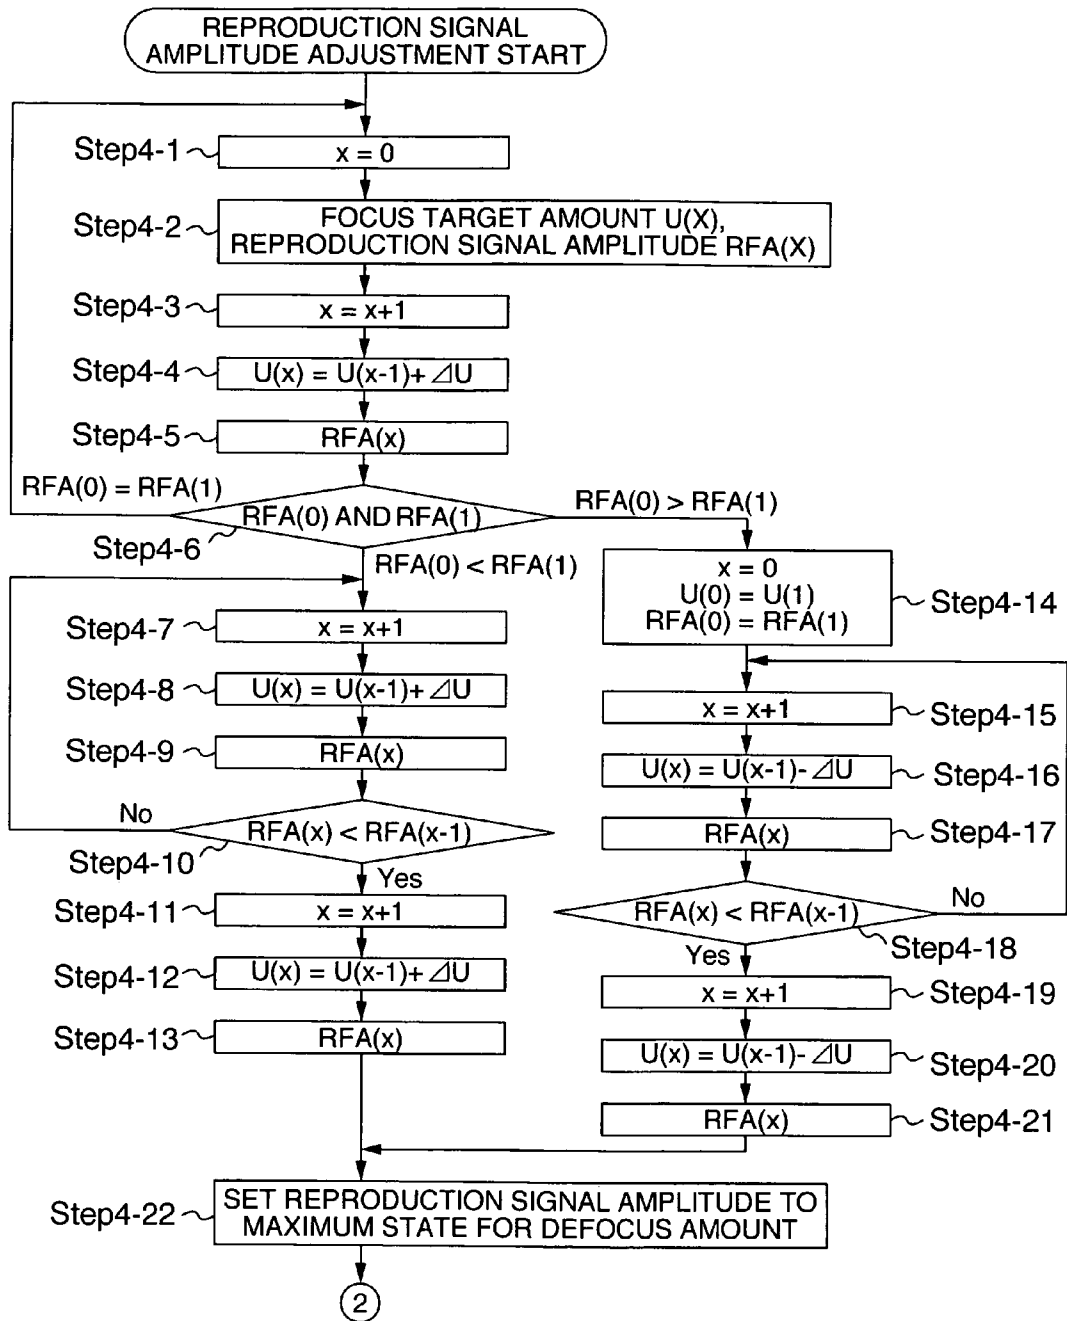 REPRODUCTION SIGNAL
AMPLITUDE ADJUSTMENT START
Step4-1
x = 0
Step4-2
FOCUS TARGET AMOUNT U(X),
REPRODUCTION SIGNAL AMPLITUDE RFA(X)
Step4-3
x = x+1
Step4-4
U(x) = U(x-1)+ ⊿U
Step4-5
RFA(x)
RFA(0) = RFA(1)
RFA(0) AND RFA(1)
RFA(0) > RFA(1)
Step4-6
RFA(0) < RFA(1)
Step4-7
x = x+1
Step4-8
U(x) = U(x-1)+ ⊿U
Step4-9
RFA(x)
No
RFA(x) < RFA(x-1)
Step4-10
Yes
Step4-11
x = x+1
Step4-12
U(x) = U(x-1)+ ⊿U
Step4-13
RFA(x)
x = 0
U(0) = U(1)
RFA(0) = RFA(1)
Step4-14
x = x+1
Step4-15
U(x) = U(x-1)- ⊿U
Step4-16
RFA(x)
Step4-17
RFA(x) < RFA(x-1)
No
Step4-18
Yes
x = x+1
Step4-19
U(x) = U(x-1)- ⊿U
Step4-20
RFA(x)
Step4-21
Step4-22
SET REPRODUCTION SIGNAL AMPLITUDE TO
MAXIMUM STATE FOR DEFOCUS AMOUNT
2